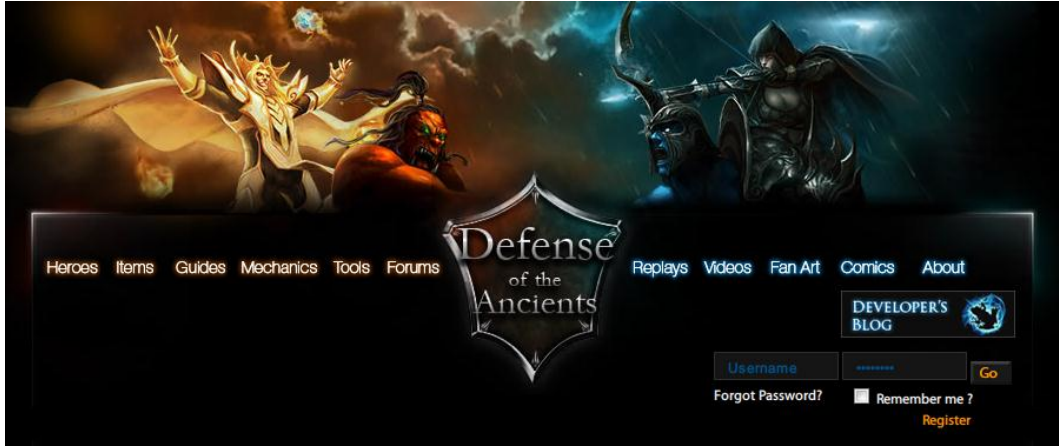 Heroes Items Guides Mechanics Tools Forums
Defense
of the
Ancients
Replays Videos Fan Art Comics About
DEVELOPER'S
BLOG
Username ········ Go
Forgot Password? Remember me ?
Register